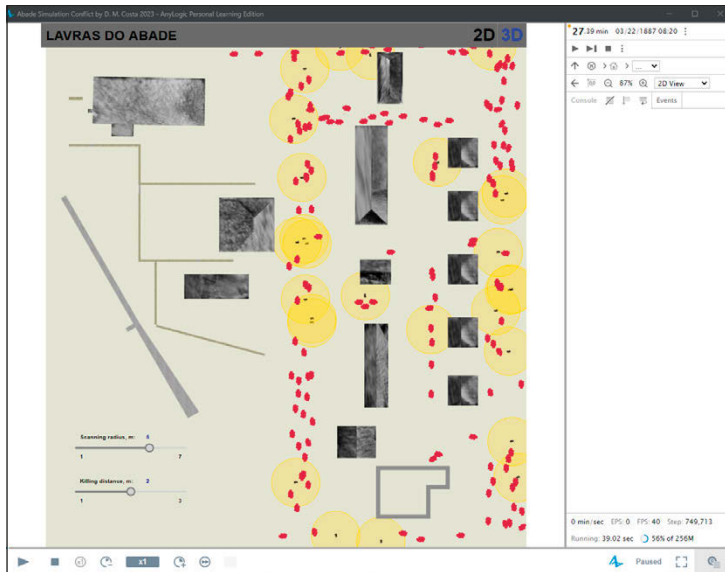 Abade Simulation Conflict by D. M. Costa 2023 - AnyLogic Personal Learning Edition
LAVRAS DO ABADE
2D 3D
27.39 min 03/22/1887 08:20
...
87% 2D View
Console Events
Scanning radius, m: 4
1 7
Killing distance, m: 2
1 3
0 min/sec EPS: 0 FPS: 40 Step: 749,713
Running: 39.02 sec 56% of 256M
x1
Paused